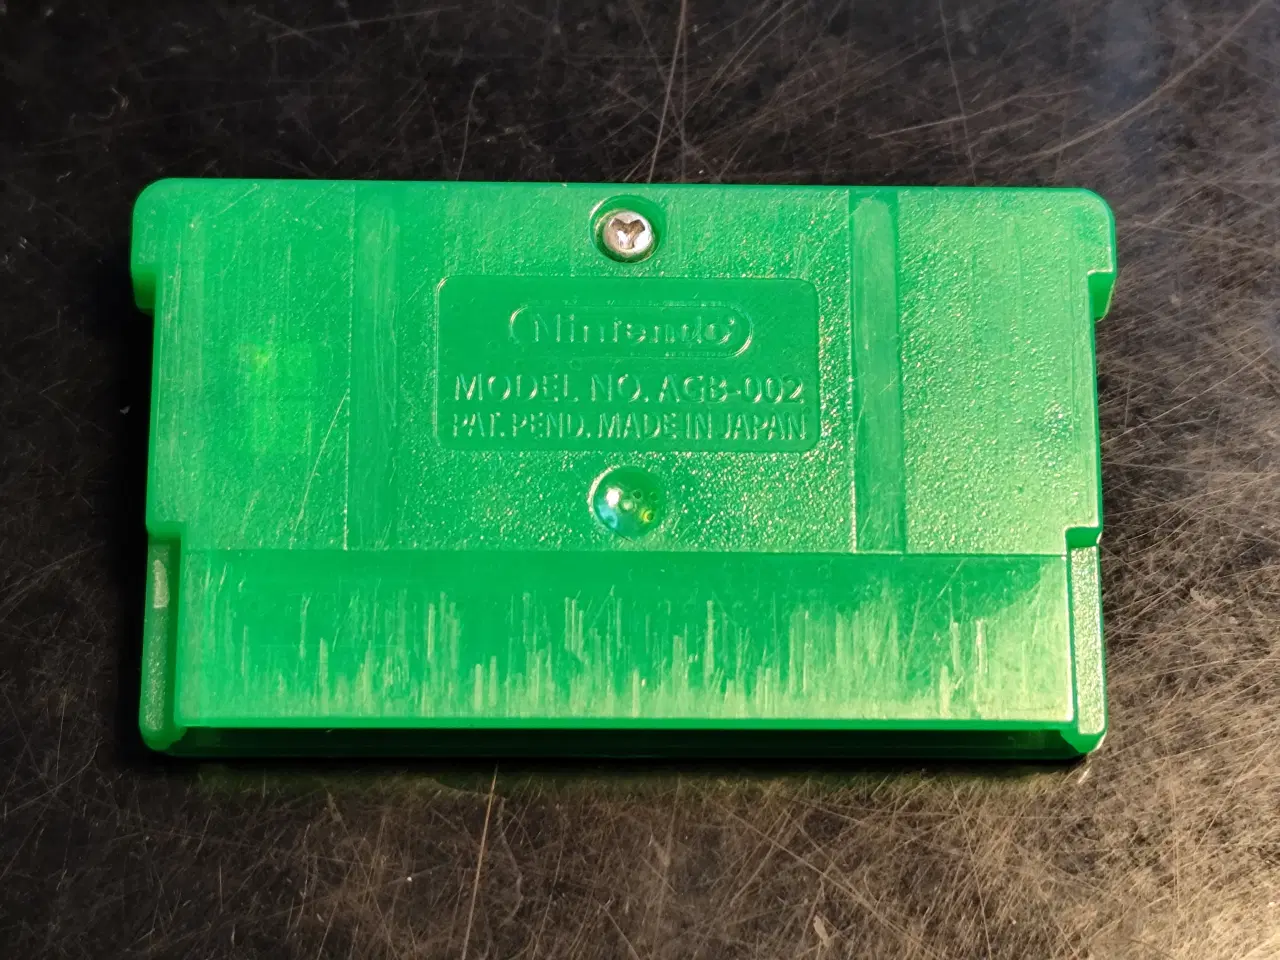 Nintendo
MODEL NO. AGB-002
PAT. PEND. MADE IN JAPAN